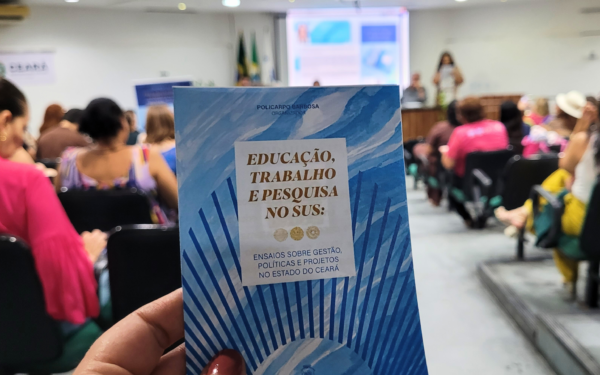 CEARÁ
POLICARPO BARBOSA
EDUCAÇÃO,
TRABALHO
E PESQUISA
NO SUS:
ENSAIOS SOBRE GESTÃO,
POLÍTICAS E PROJETOS
NO ESTADO DO CEARÁ